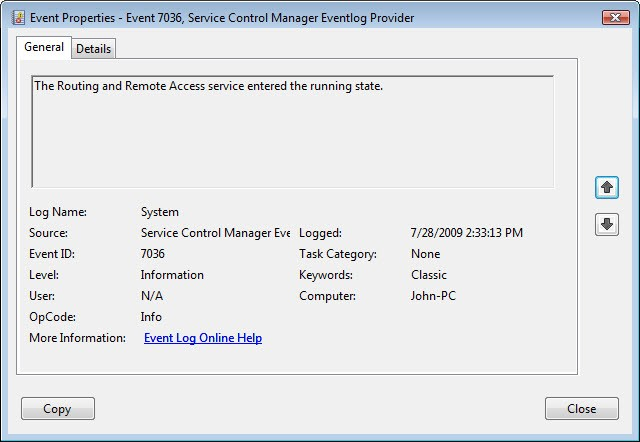 Event Properties - Event 7036, Service Control Manager Eventlog Provider
General Details
The Routing and Remote Access service entered the running state.
Log Name: System
Source: Service Control Manager Eve Logged: 7/28/2009 2:33:13 PM
Event ID: 7036 Task Category: None
Level: Information Keywords: Classic
User: N/A Computer: John-PC
OpCode: Info
More Information: Event Log Online Help
Copy Close